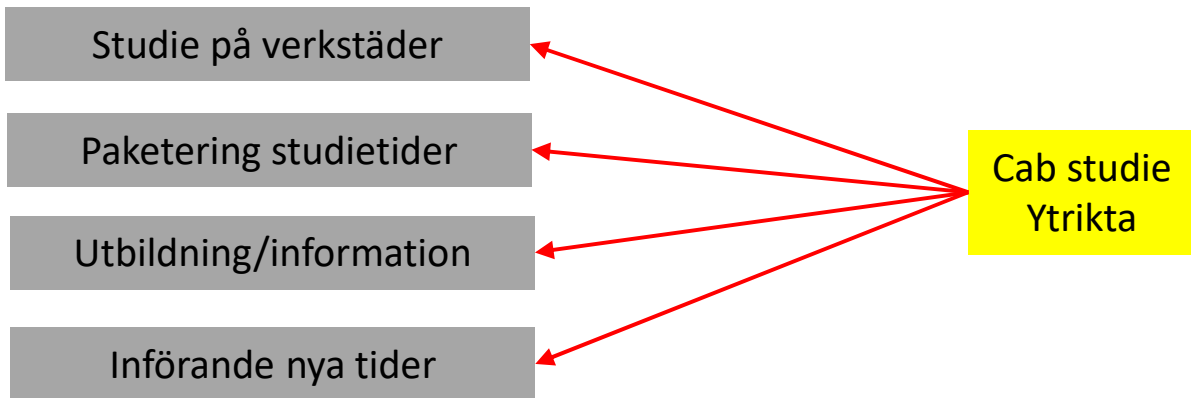 Studie på verkstäder
Paketering studietider
Utbildning/information
Införande nya tider
Cab studie
Ytrikta